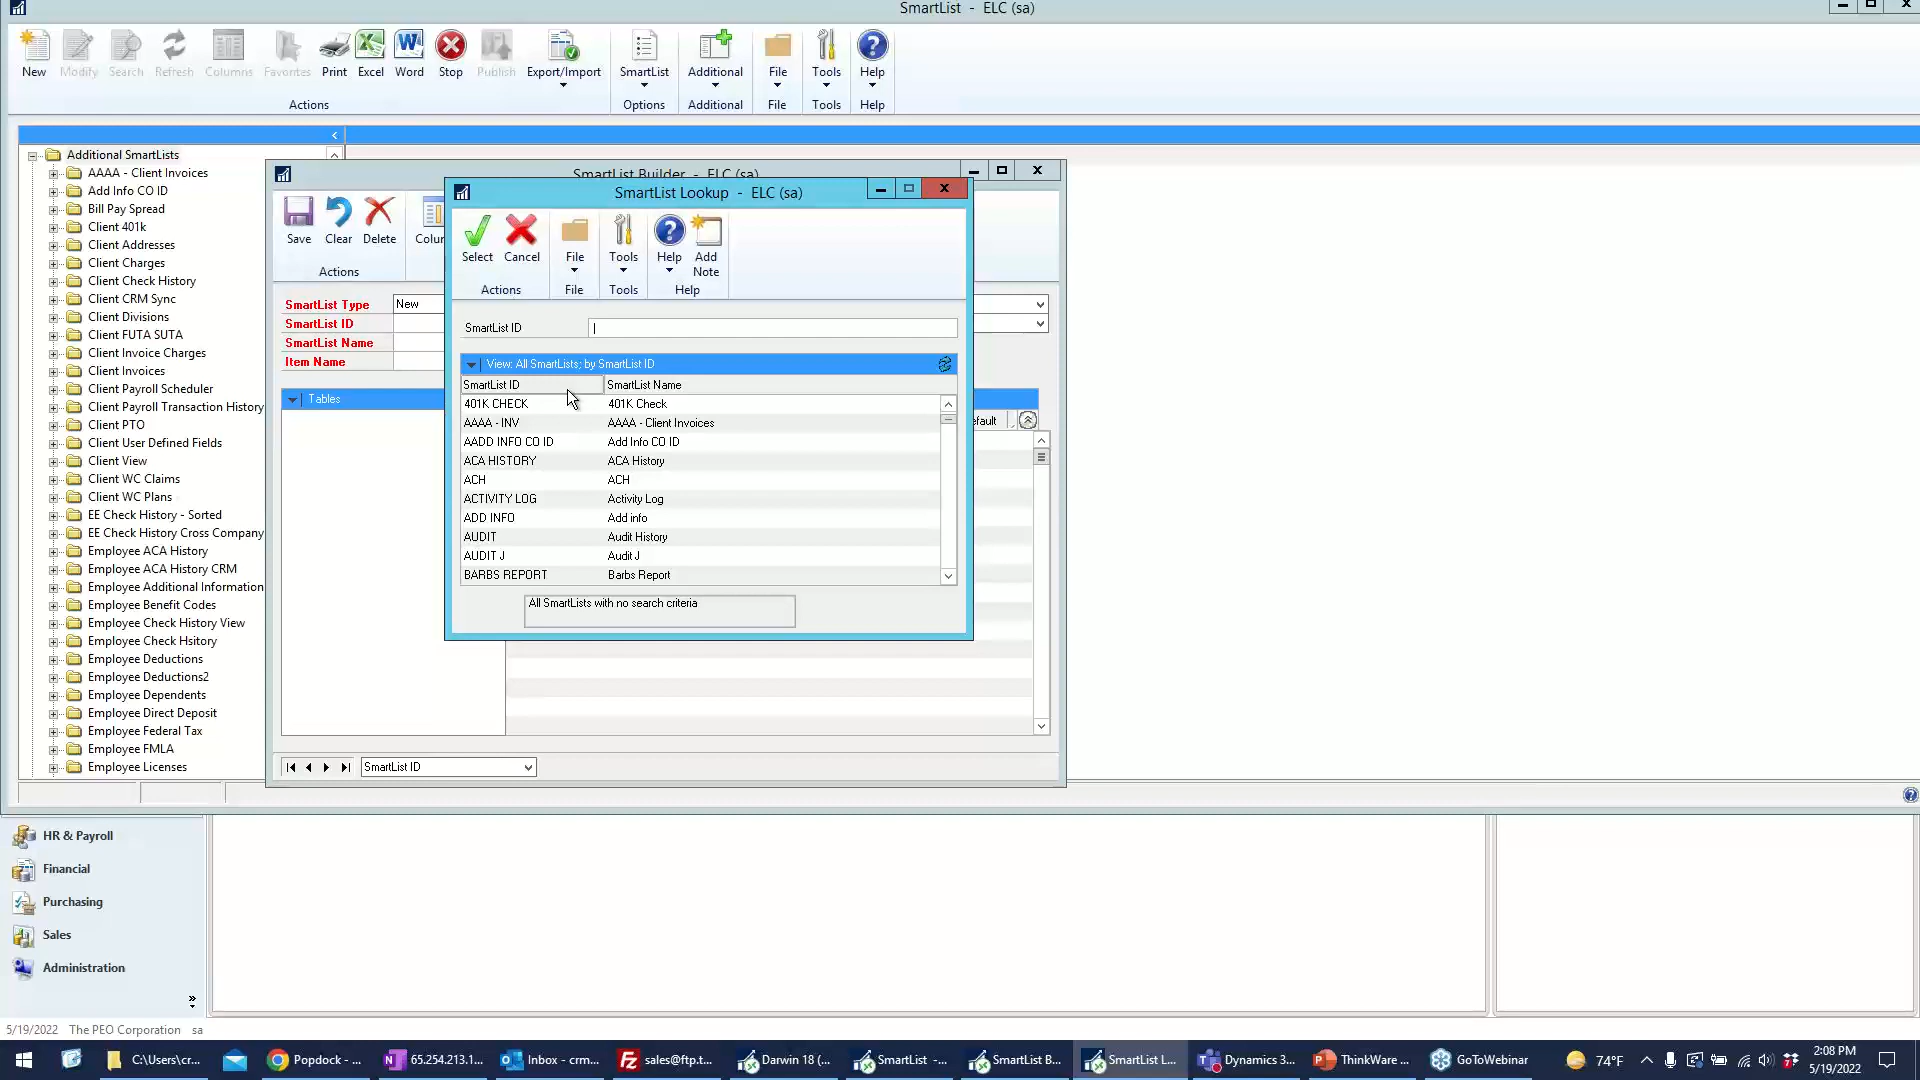 SmartList - ELC (sa)
New
Modify
Search
Refresh
Columns
Favorites
Print
Excel
Word
Stop
Publish
Export/Import
SmartList
Additional
File
Tools
Help
Actions
Options
Additional
File
Tools
Help
Additional SmartLists
AAAA - Client Invoices
Add Info CO ID
Bill Pay Spread
Client 401k
Client Addresses
Client Charges
Client Check History
Client CRM Sync
Client Divisions
Client FUTA SUTA
Client Invoice Charges
Client Invoices
Client Payroll Scheduler
Client Payroll Transaction History
Client PTO
Client User Defined Fields
Client View
Client WC Claims
Client WC Plans
EE Check History - Sorted
EE Check History Cross Company
Employee ACA History
Employee ACA History CRM
Employee Additional Information
Employee Benefit Codes
Employee Check History View
Employee Check Hsitory
Employee Deductions
Employee Deductions2
Employee Dependents
Employee Direct Deposit
Employee Federal Tax
Employee FMLA
Employee Licenses
SmartList Builder - ELC (sa)
Save
Clear
Delete
Colun
Actions
SmartList Type
New
SmartList ID
SmartList Name
Item Name
Tables
efault
SmartList ID
SmartList Lookup - ELC (sa)
Select
Cancel
File
Tools
Help
Add Note
Actions
File
Tools
Help
SmartList ID
View: All SmartLists; by SmartList ID
SmartList ID SmartList Name
401K CHECK 401K Check
AAAA - INV AAAA - Client Invoices
AADD INFO CO ID Add Info CO ID
ACA HISTORY ACA History
ACH ACH
ACTIVITY LOG Activity Log
ADD INFO Add info
AUDIT Audit History
AUDIT J Audit J
BARBS REPORT Barbs Report
All SmartLists with no search criteria
HR & Payroll
Financial
Purchasing
Sales
Administration
5/19/2022 The PEO Corporation sa
C:\Users\cr...
Popdock - ...
65.254.213.1...
Inbox - crm...
sales@ftp.t...
Darwin 18 (...
SmartList -...
SmartList B...
SmartList L...
Dynamics 3...
ThinkWare ...
GoToWebinar
74°F
2:08 PM
5/19/2022